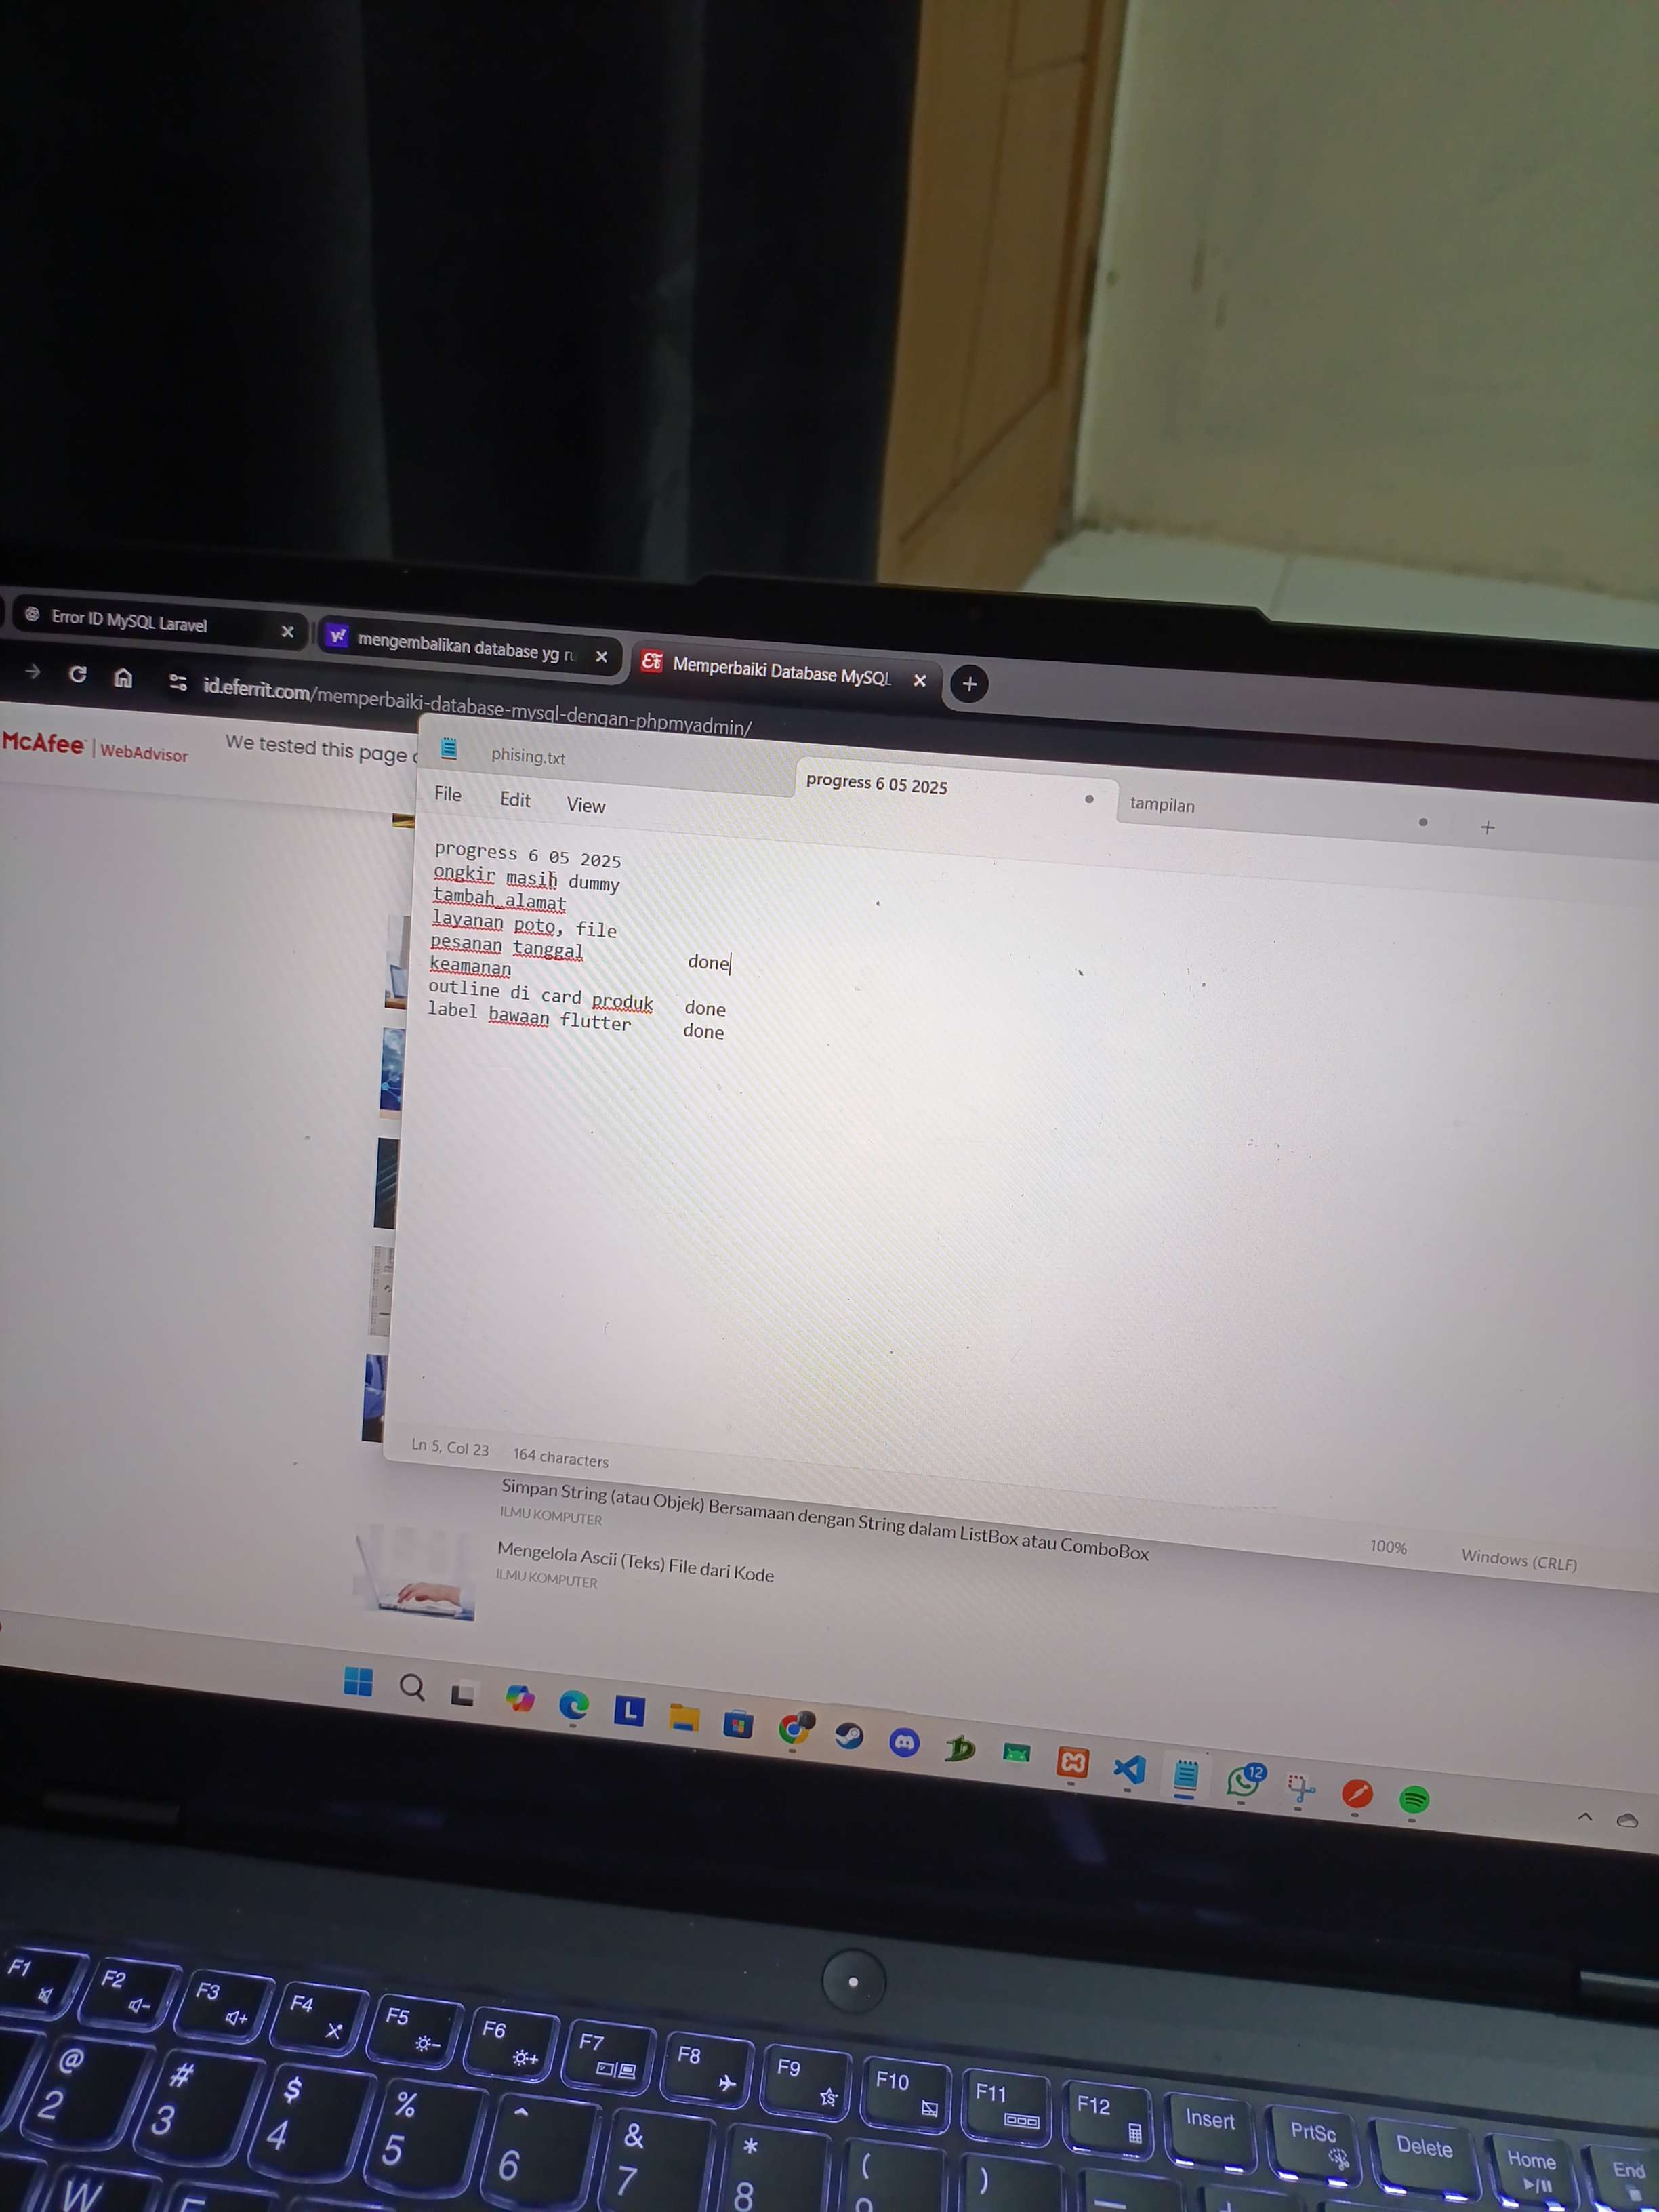 Error ID MySQL Laravel
mengembalikan database yg ru
Memperbaiki Database MySQL
id.eferrit.com/memperbaiki-database-mysql-dengan-phpmyadmin/
McAfee | WebAdvisor
We tested this page
phising.txt
progress 6 05 2025
tampilan
File Edit View
progress 6 05 2025
ongkir masih dummy
tambah alamat
layanan poto, file
pesanan tanggal done
keamanan
outline di card produk done
label bawaan flutter done
Ln 5, Col 23
164 characters
100%
Windows (CRLF)
Simpan String (atau Objek) Bersamaan dengan String dalam ListBox atau ComboBox
ILMU KOMPUTER
Mengelola Ascii (Teks) File dari Kode
ILMU KOMPUTER
L
12
F1 F2 F3 F4 F5 F6 F7 F8 F9 F10 F11 F12 Insert PrtSc Delete Home End
@ # $ % ^ & * ( )
2 3 4 5 6 7 8
W